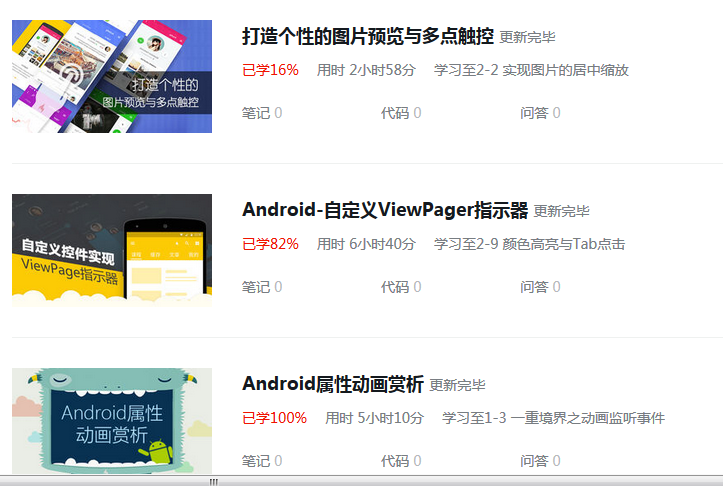 打造个性的
图片预览与多点触控
打造个性的图片预览与多点触控 更新完毕
已学16% 用时 2小时58分 学习至2-2 实现图片的居中缩放
笔记 0 代码 0 问答 0
自定义控件实现
ViewPage指示器
Android-自定义ViewPager指示器 更新完毕
已学82% 用时 6小时40分 学习至2-9 颜色高亮与Tab点击
笔记 0 代码 0 问答 0
Android属性
动画赏析
Android属性动画赏析 更新完毕
已学100% 用时 5小时10分 学习至1-3 一重境界之动画监听事件
笔记 0 代码 0 问答 0